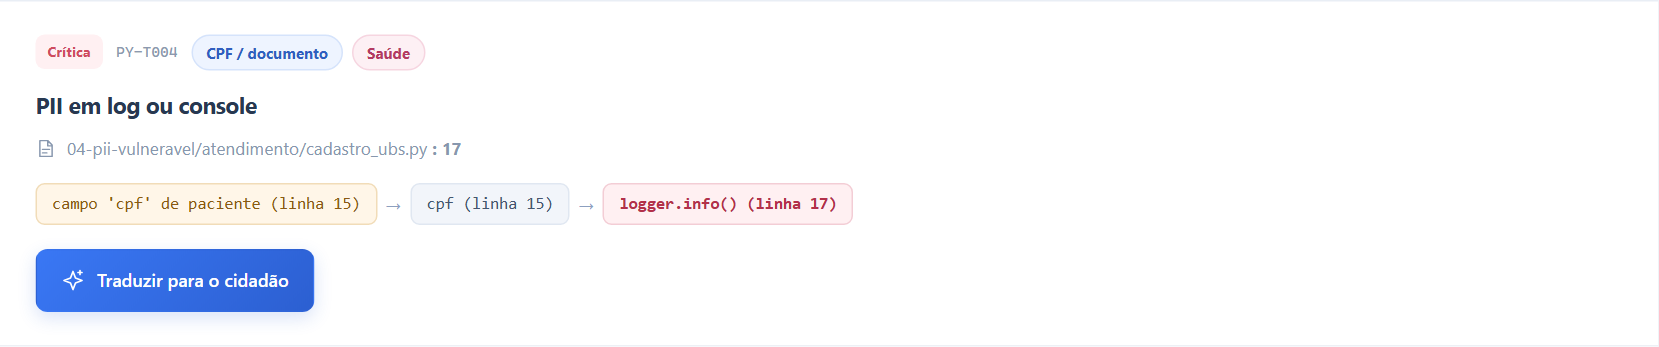 Crítica PY-T004 CPF / documento Saúde
PII em log ou console
04-pii-vulneravel/atendimento/cadastro_ubs.py : 17
campo 'cpf' de paciente (linha 15) → cpf (linha 15) → logger.info() (linha 17)
Traduzir para o cidadão